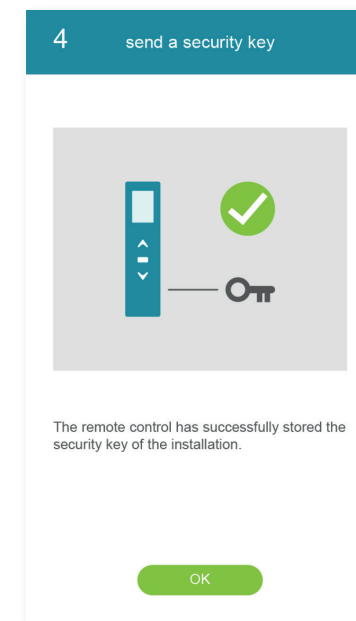 4 send a security key
The remote control has successfully stored the
security key of the installation.
OK